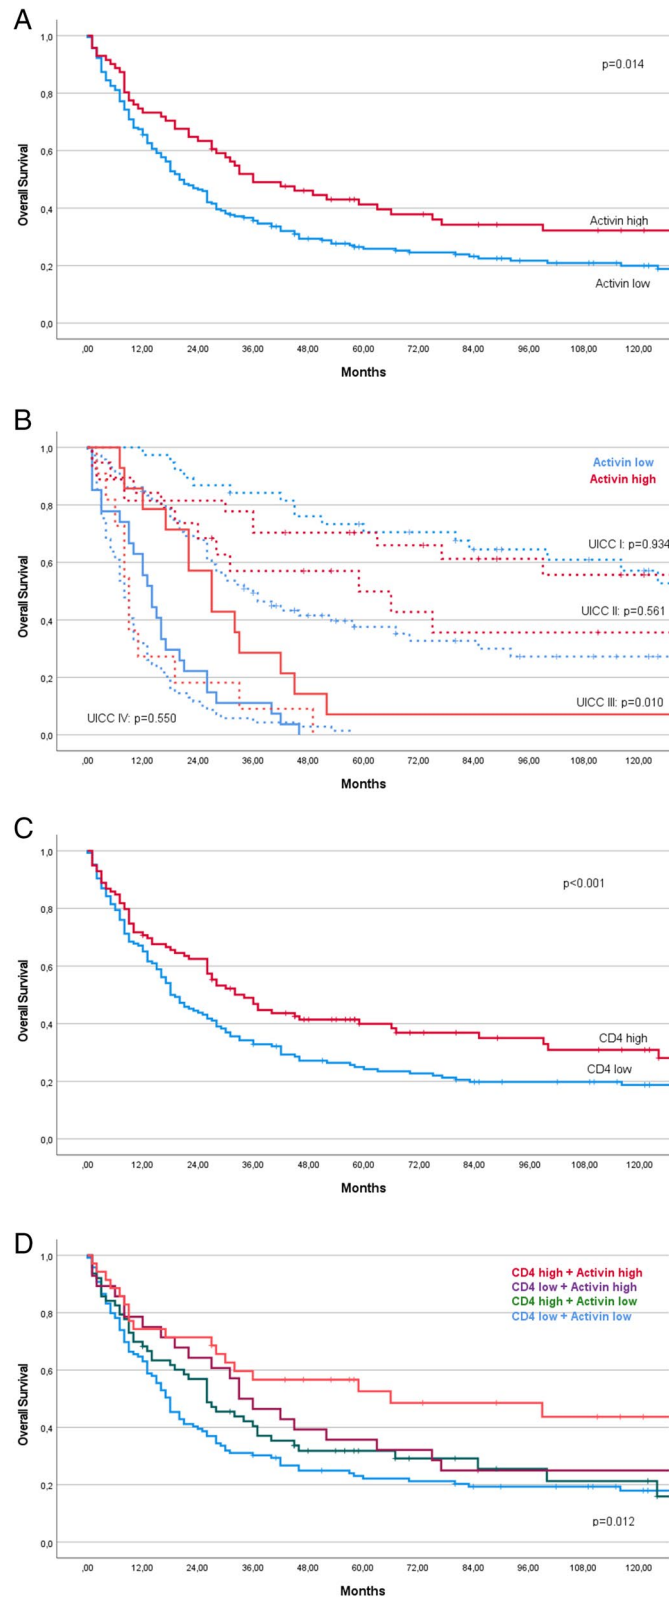 A
1,0
0,8
0,6
0,4
0,2
0,0
Overall Survival
p=0.014
Activin high
Activin low
,00 12,00 24,00 36,00 48,00 60,00 72,00 84,00 96,00 108,00 120,00
Months
B
1,0
0,8
0,6
0,4
0,2
0,0
Overall Survival
Activin low
Activin high
UICC I: p=0.934
UICC II: p=0.561
UICC III: p=0.010
UICC IV: p=0.550
,00 12,00 24,00 36,00 48,00 60,00 72,00 84,00 96,00 108,00 120,00
Months
C
1,0
0,8
0,6
0,4
0,2
0,0
Overall Survival
p<0.001
CD4 high
CD4 low
,00 12,00 24,00 36,00 48,00 60,00 72,00 84,00 96,00 108,00 120,00
Months
D
1,0
0,8
0,6
0,4
0,2
0,0
Overall Survival
CD4 high + Activin high
CD4 low + Activin high
CD4 high + Activin low
CD4 low + Activin low
p=0.012
,00 12,00 24,00 36,00 48,00 60,00 72,00 84,00 96,00 108,00 120,00
Months